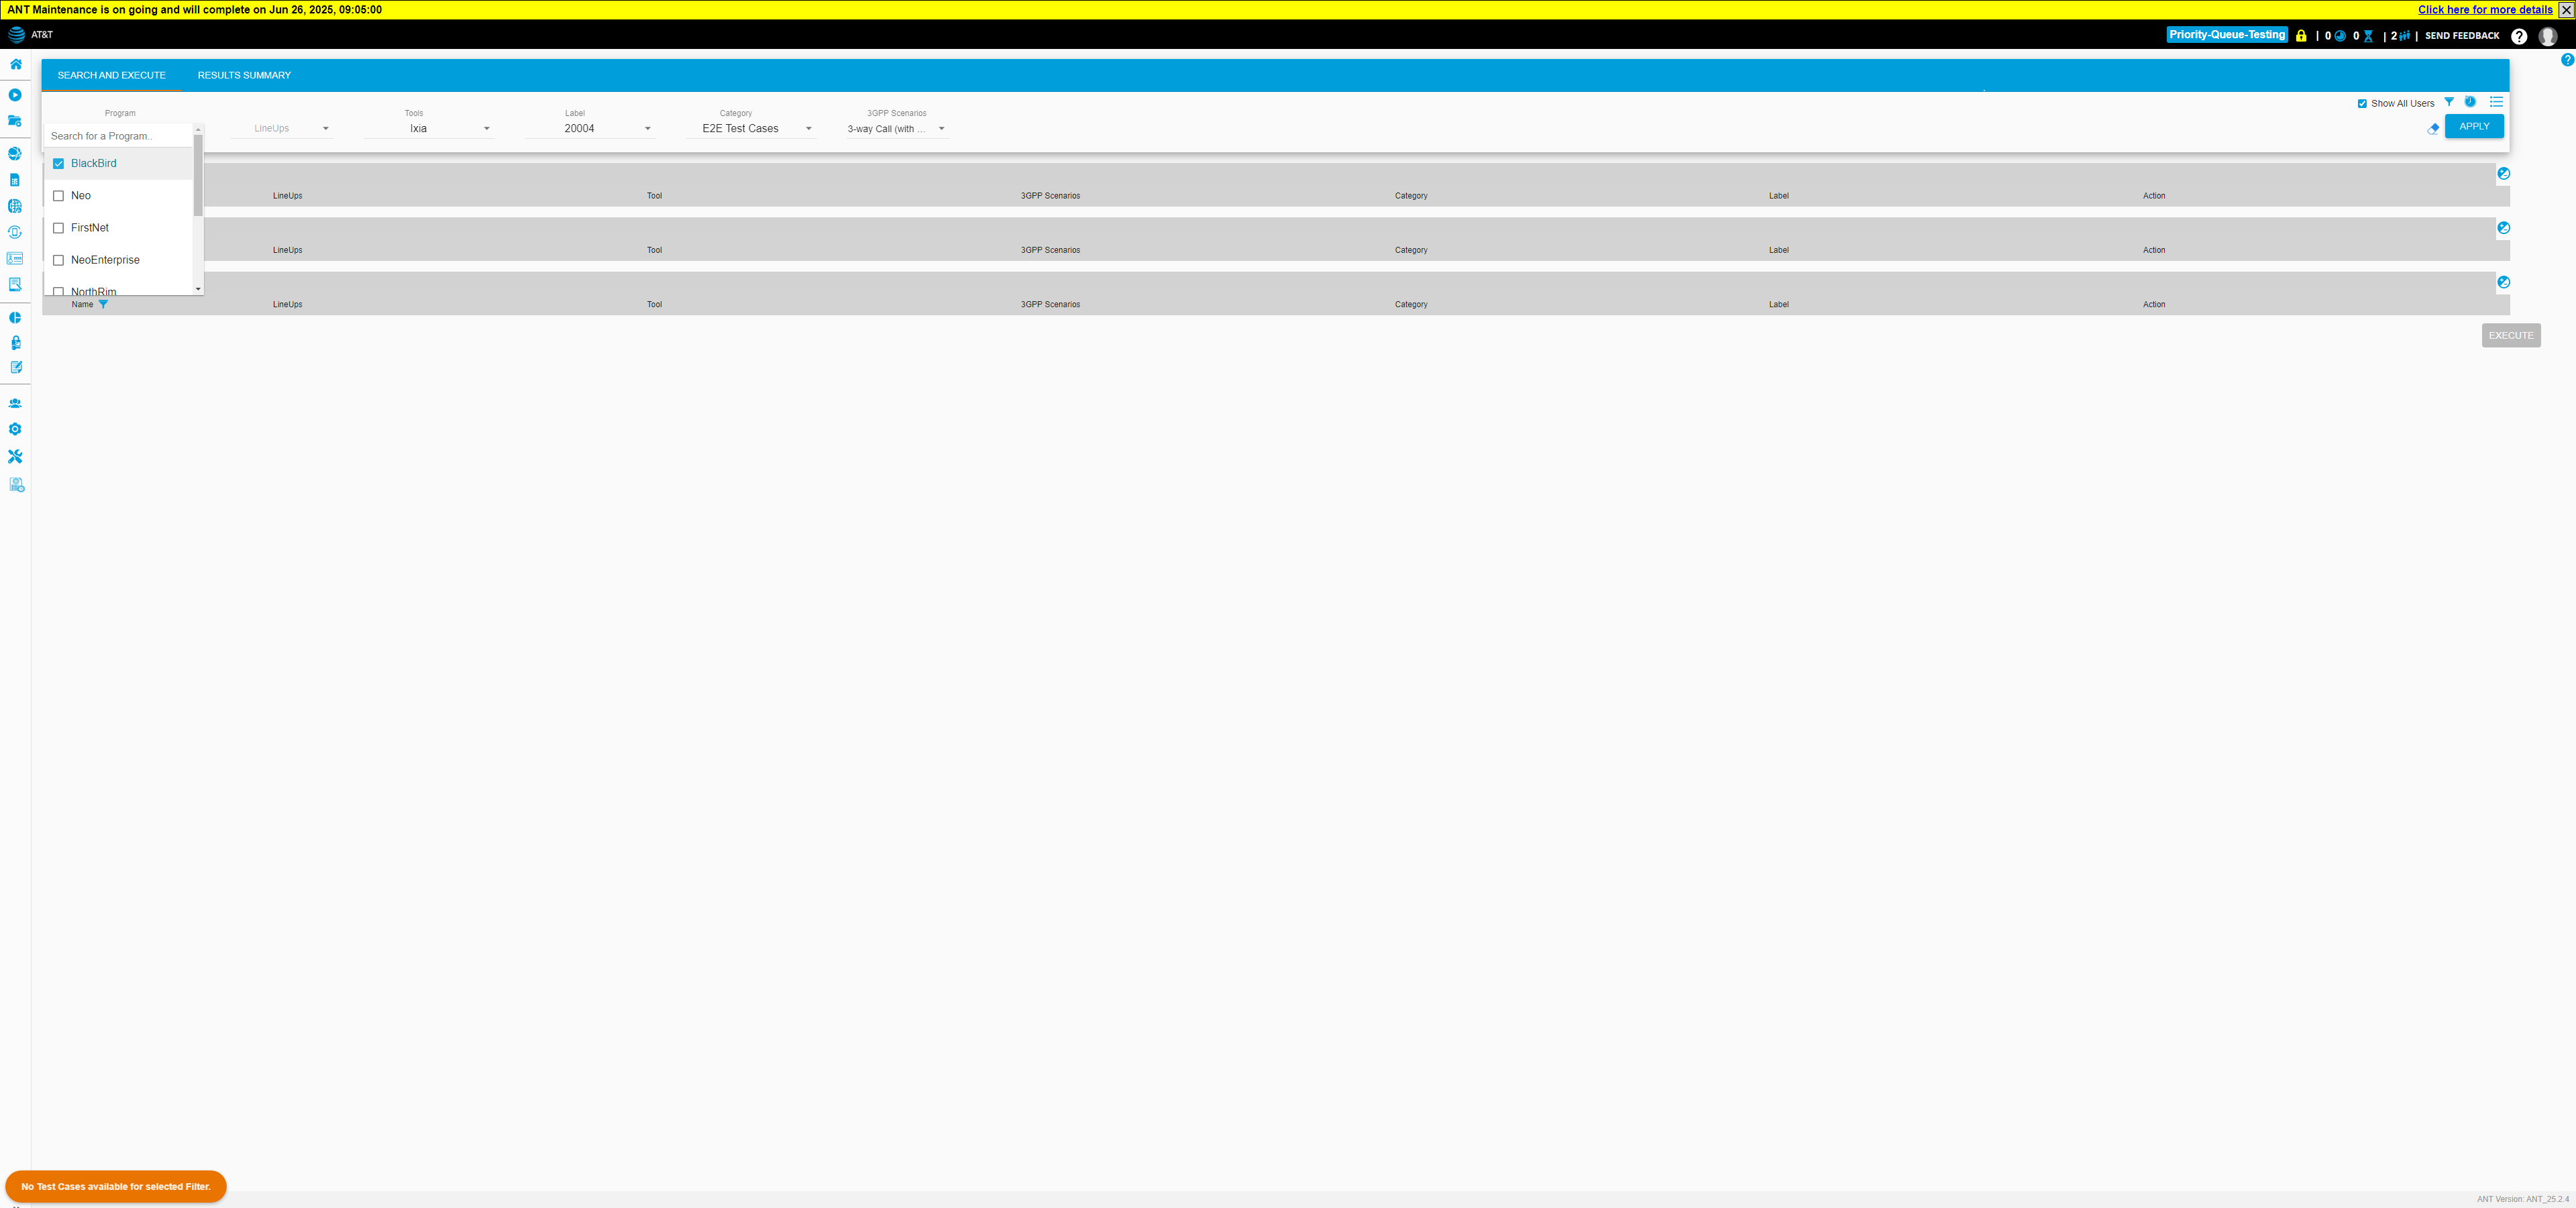 ANT Maintenance is on going and will complete on Jun 26, 2025, 09:05:00
Click here for more details
AT&T
Priority-Queue-Testing
| 0 0 | 2 | SEND FEEDBACK
SEARCH AND EXECUTE RESULTS SUMMARY
Show All Users
Program Tools Label Category 3GPP Scenarios
LineUps Ixia 20004 E2E Test Cases 3-way Call (with ...
APPLY
Search for a Program..
BlackBird
Neo
FirstNet
NeoEnterprise
NorthRim
LineUps Tool 3GPP Scenarios Category Label Action
LineUps Tool 3GPP Scenarios Category Label Action
Name LineUps Tool 3GPP Scenarios Category Label Action
EXECUTE
No Test Cases available for selected Filter.
ANT Version: ANT_25.2.4